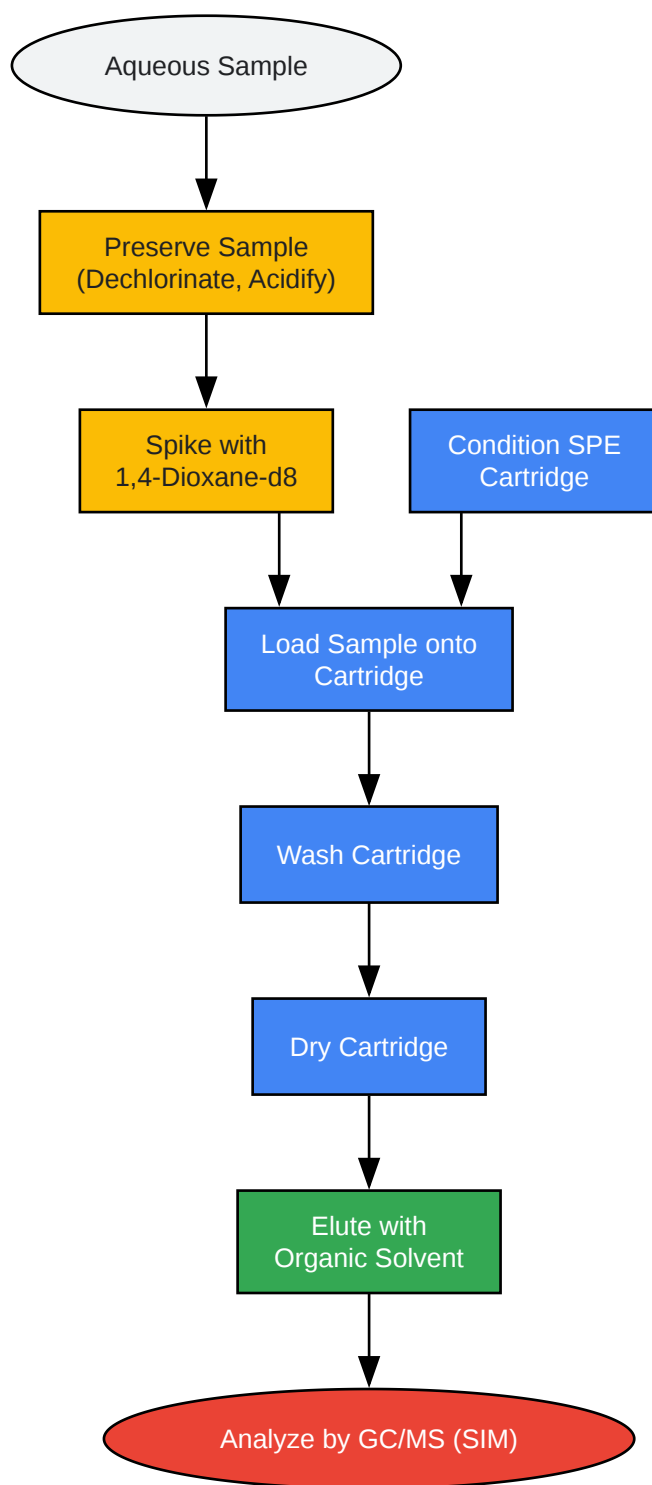 Aqueous Sample
Preserve Sample
(Dechlorinate, Acidify)
Spike with
1,4-Dioxane-d8
Condition SPE
Cartridge
Load Sample onto
Cartridge
Wash Cartridge
Dry Cartridge
Elute with
Organic Solvent
Analyze by GC/MS (SIM)